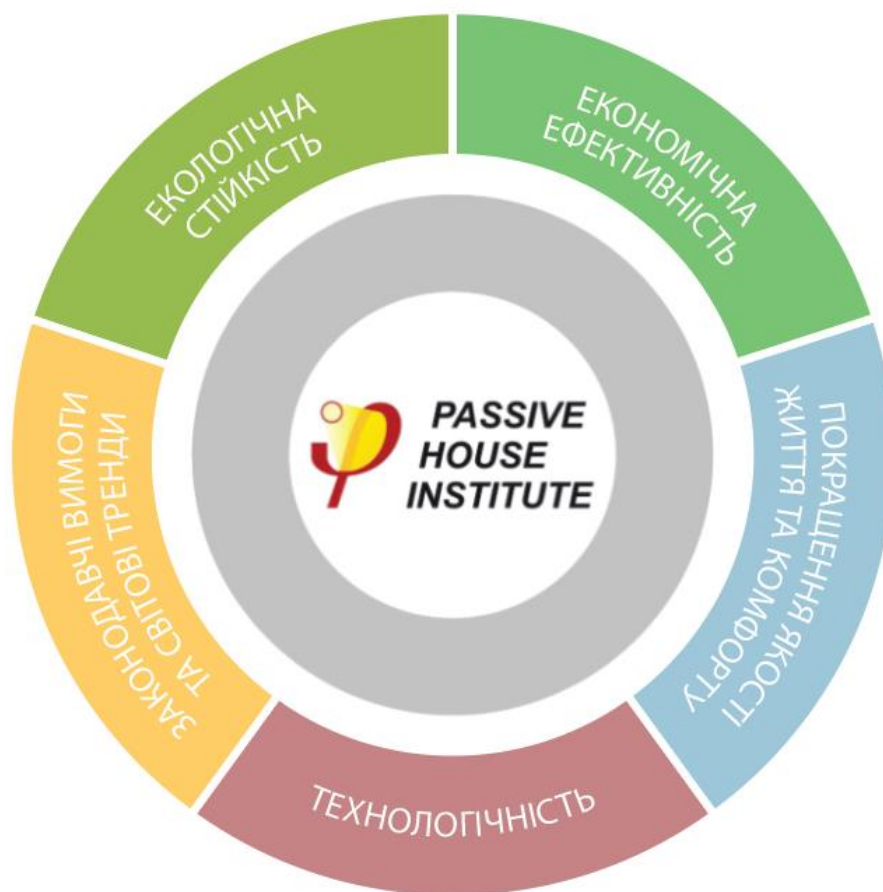 ЕКОЛОГІЧНА
СТІЙКІСТЬ
ЕКОНОМІЧНА
ЕФЕКТИВНІСТЬ
ПОКРАЩЕННЯ ЯКОСТІ
ЖИТТЯ ТА КОМФОРТУ
ТЕХНОЛОГІЧНІСТЬ
ЗАКОНОДАВЧІ ВИМОГИ
ТА СВІТОВІ ТРЕНДИ
PASSIVE
HOUSE
INSTITUTE